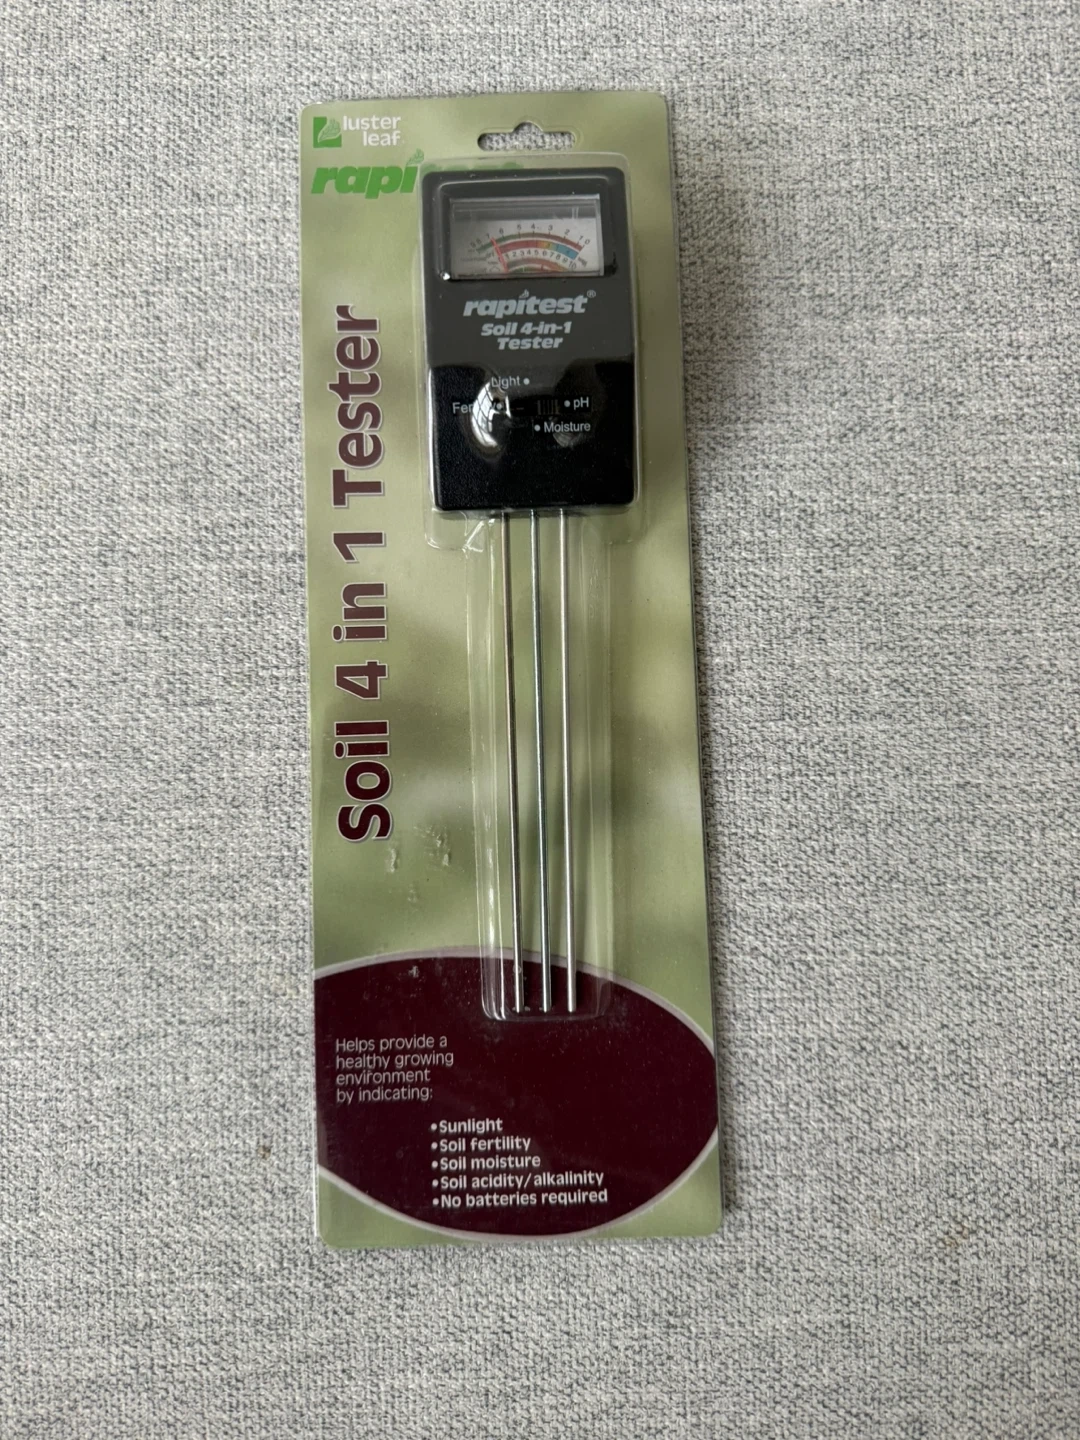 luster
leaf
rapi
rapitest®
Soil 4-in-1
Tester
Light •
• pH
• Moisture
Soil 4 in 1 Tester
Helps provide a
healthy growing
environment
by indicating:
•Sunlight
•Soil fertility
•Soil moisture
•Soil acidity/alkalinity
•No batteries required